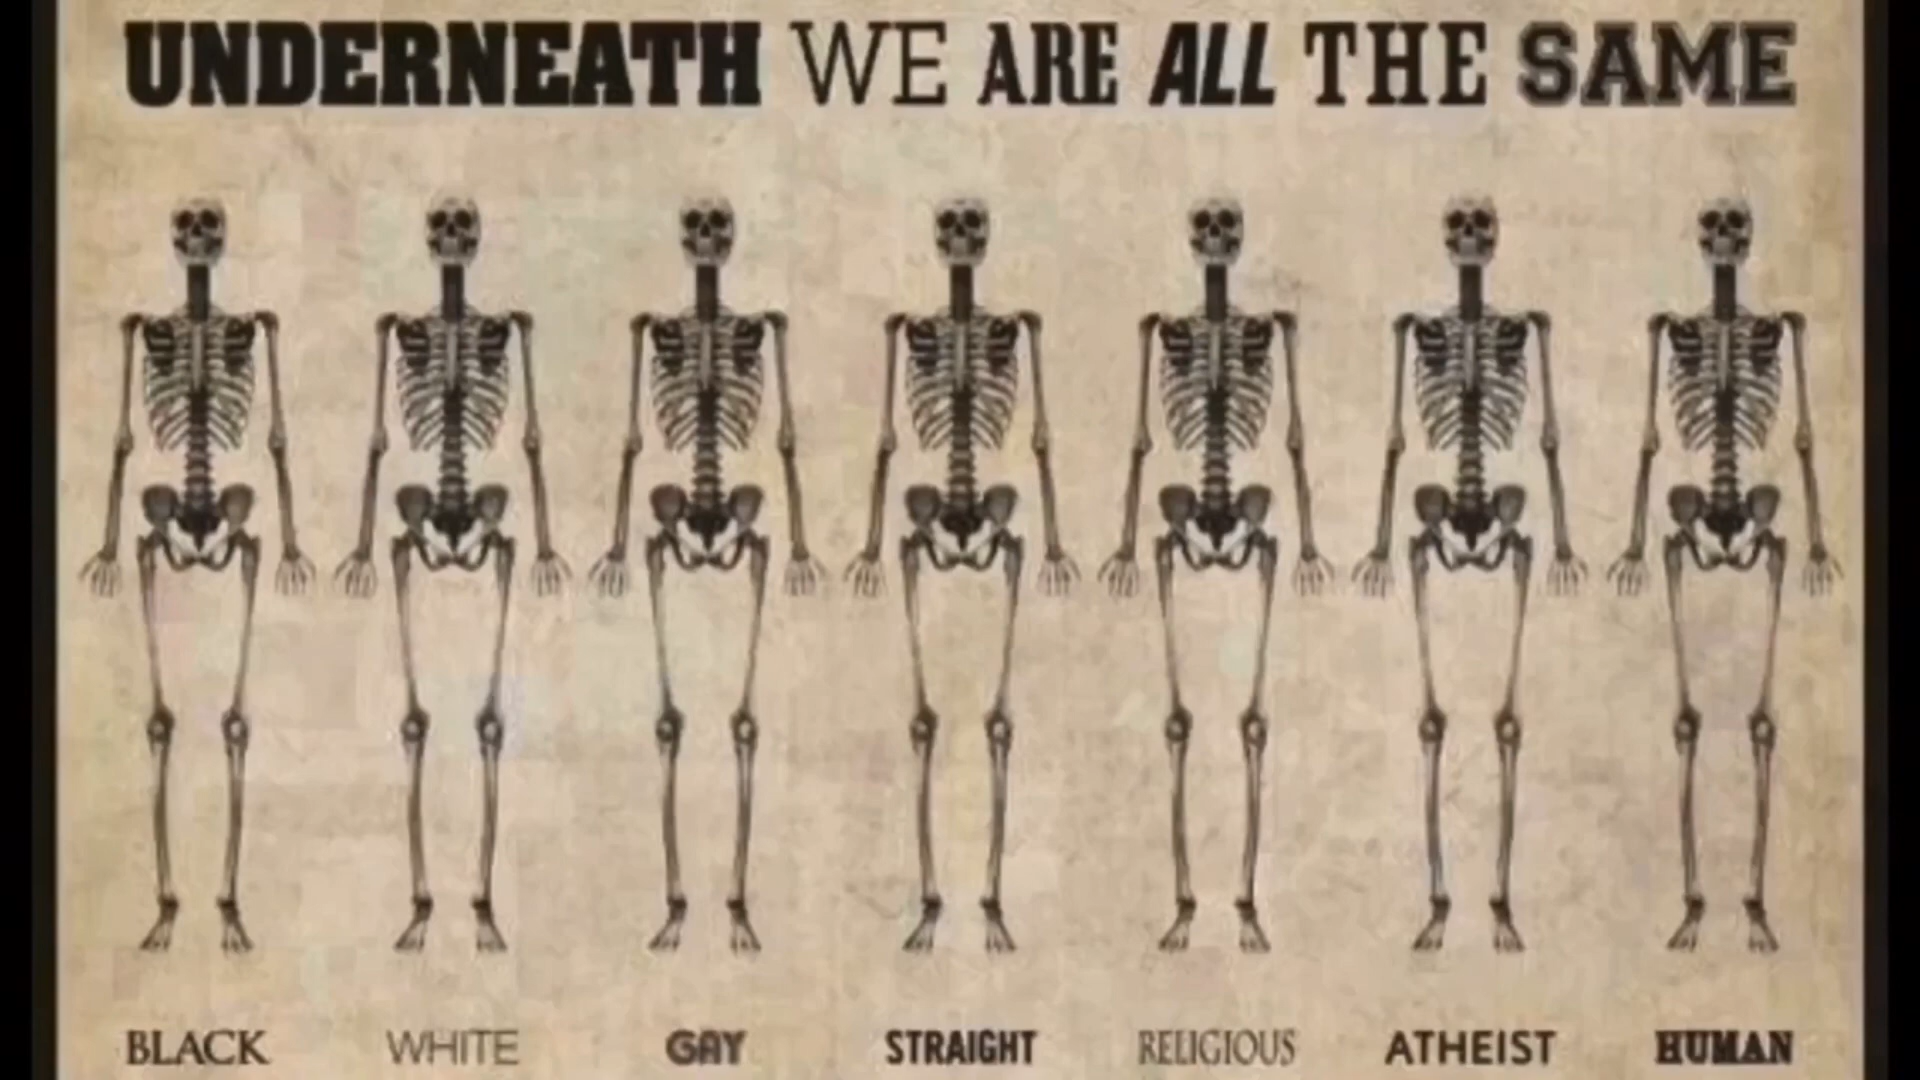 UNDERNEATH WE ARE ALL THE SAME
BLACK WHITE GAY STRAIGHT RELIGIOUS ATHEIST HUMAN